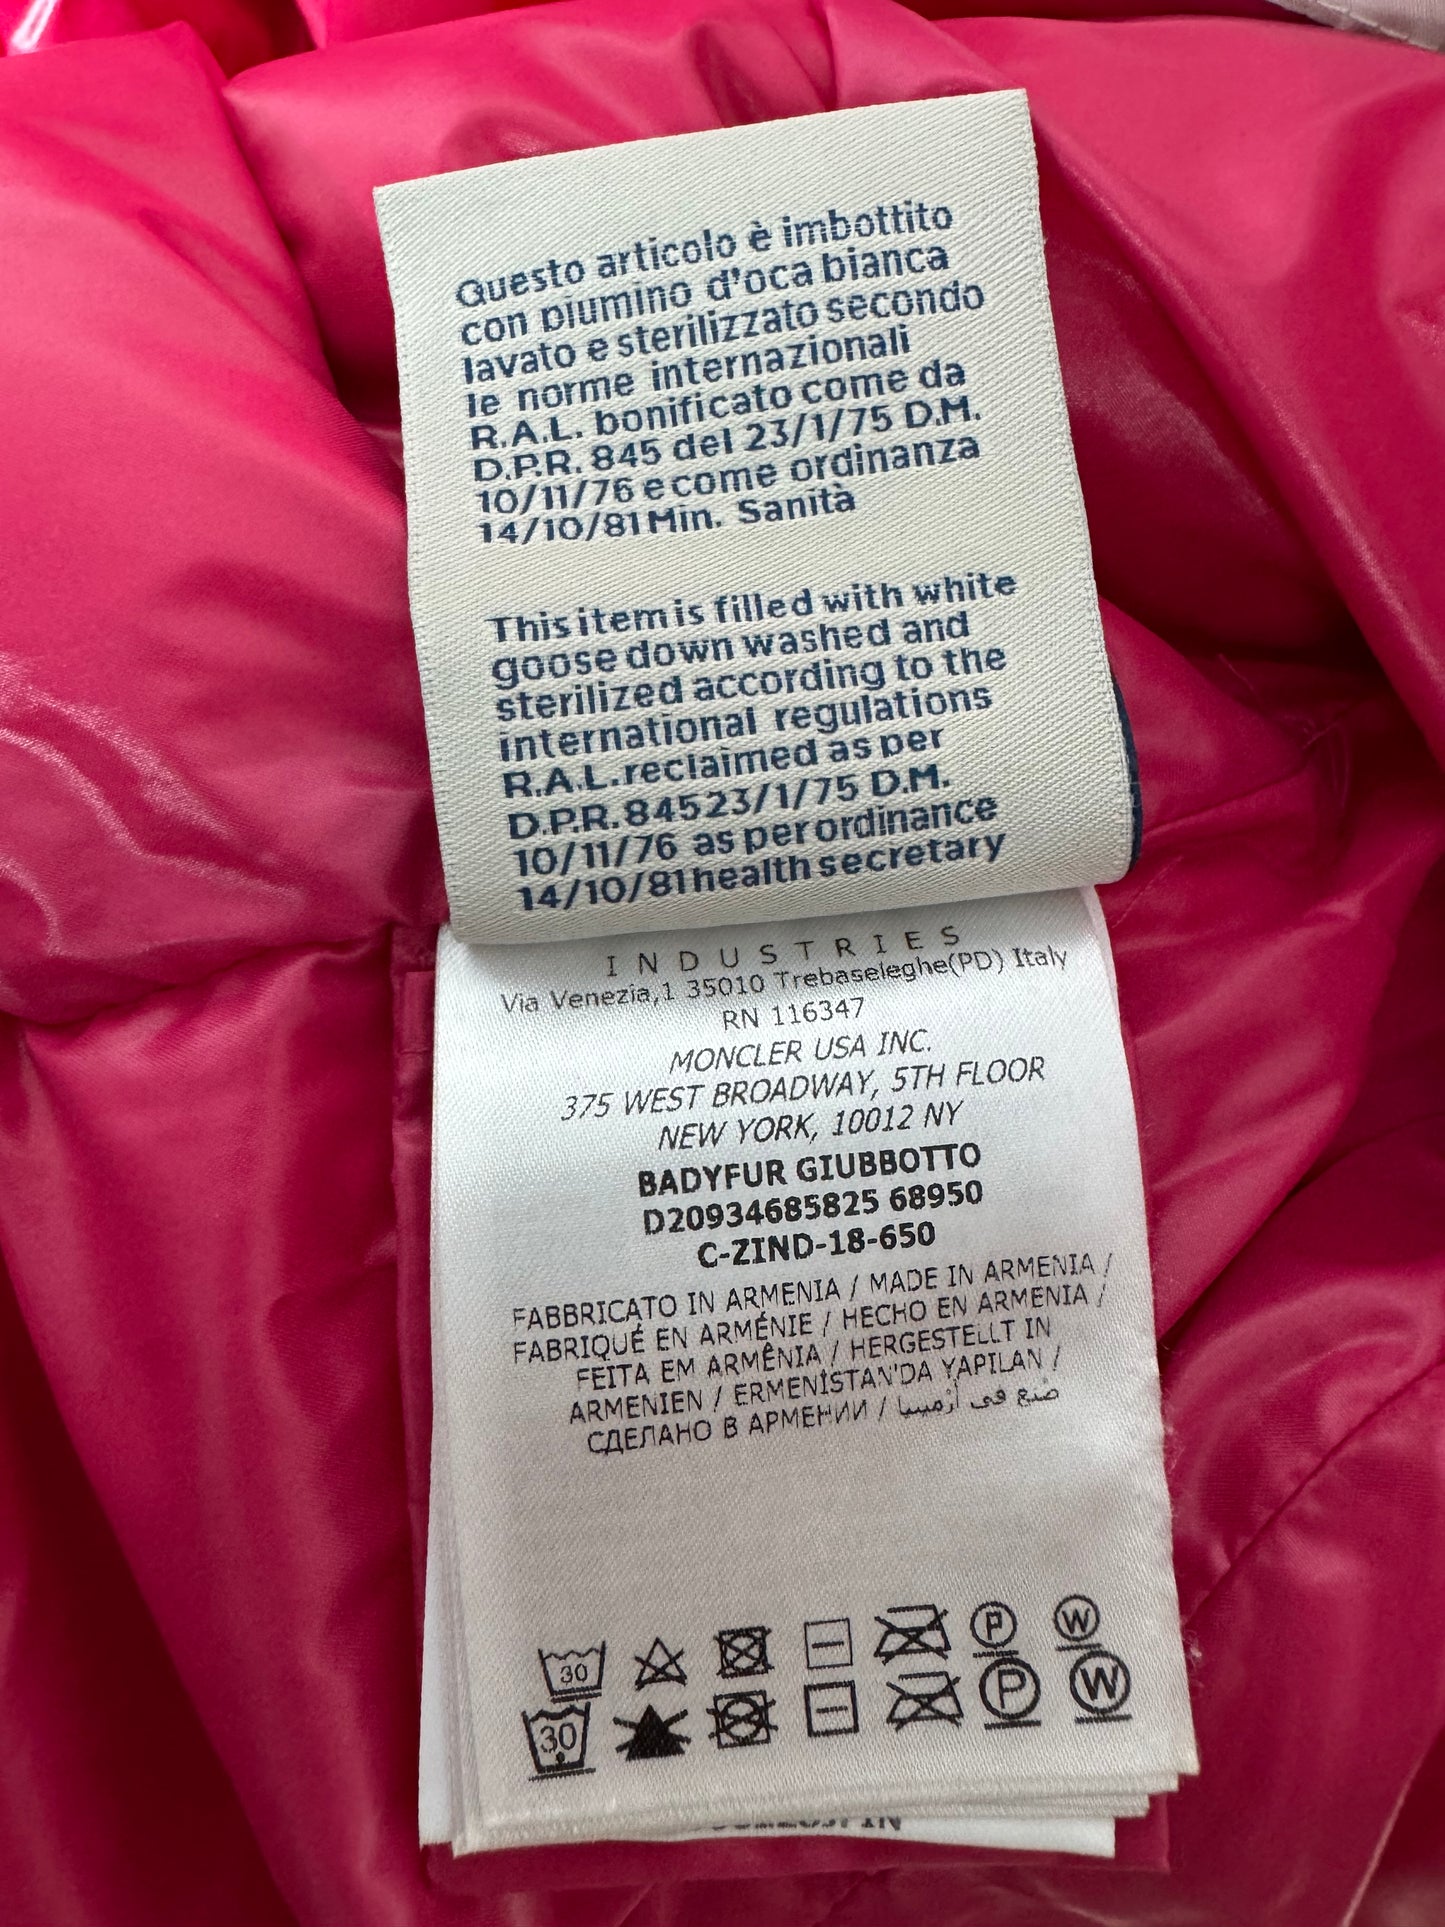 Questo articolo è imbottito
con piumino d'oca bianca
lavato e sterilizzato secondo
le norme internazionali
R.A.L. bonificato come da
D.P.R. 845 del 23/1/75 D.M.
10/11/76 e come ordinanza
14/10/81 Min. Sanità
This item is filled with white
goose down washed and
sterilized according to the
international regulations
R.A.L. reclaimed as per
D.P.R. 845 23/1/75 D.M.
10/11/76 as per ordinance
14/10/81 health secretary
INDUSTRIES
Via Venezia,1 35010 Trebaseleghe(PD) Italy
RN 116347
MONCLER USA INC.
375 WEST BROADWAY, 5TH FLOOR
NEW YORK, 10012 NY
BADYFUR GIUBBOTTO
D20934685825 68950
C-ZIND-18-650
FABBRICATO IN ARMENIA / MADE IN ARMENIA /
FABRIQUÉ EN ARMÉNIE / HECHO EN ARMENIA /
FEITA EM ARMÊNIA / HERGESTELLT IN
ARMENIEN / ERMENİSTAN'DA YAPILAN /
СДЕЛАНО В АРМЕНИИ / صنع في أرمينيا
30 P W
30 P W